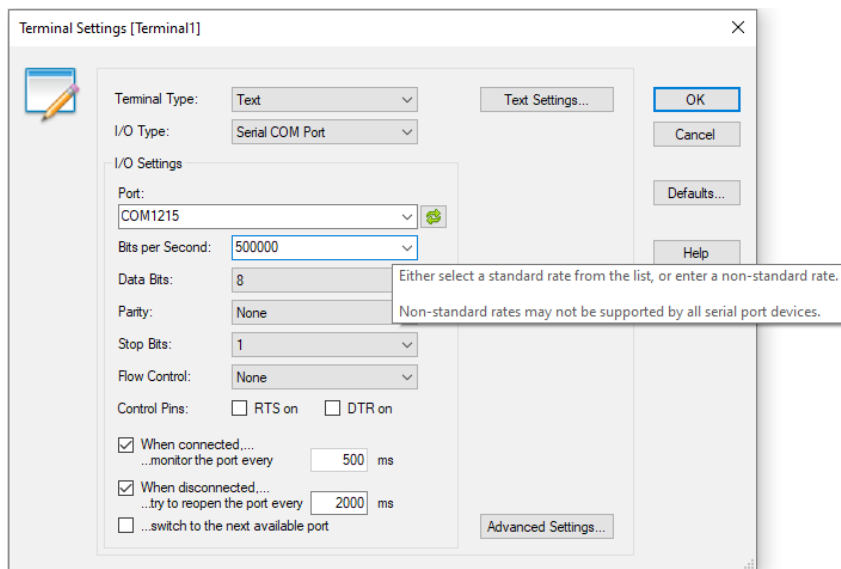 Terminal Settings [Terminal1]
Terminal Type: Text Text Settings... OK
I/O Type: Serial COM Port Cancel
I/O Settings
Port:
COM1215 Defaults...
Bits per Second: 500000 Help
Data Bits: 8 Either select a standard rate from the list, or enter a non-standard rate.
Parity: None Non-standard rates may not be supported by all serial port devices.
Stop Bits: 1
Flow Control: None
Control Pins: RTS on DTR on
When connected,...
...monitor the port every 500 ms
When disconnected,...
...try to reopen the port every 2000 ms
...switch to the next available port Advanced Settings...